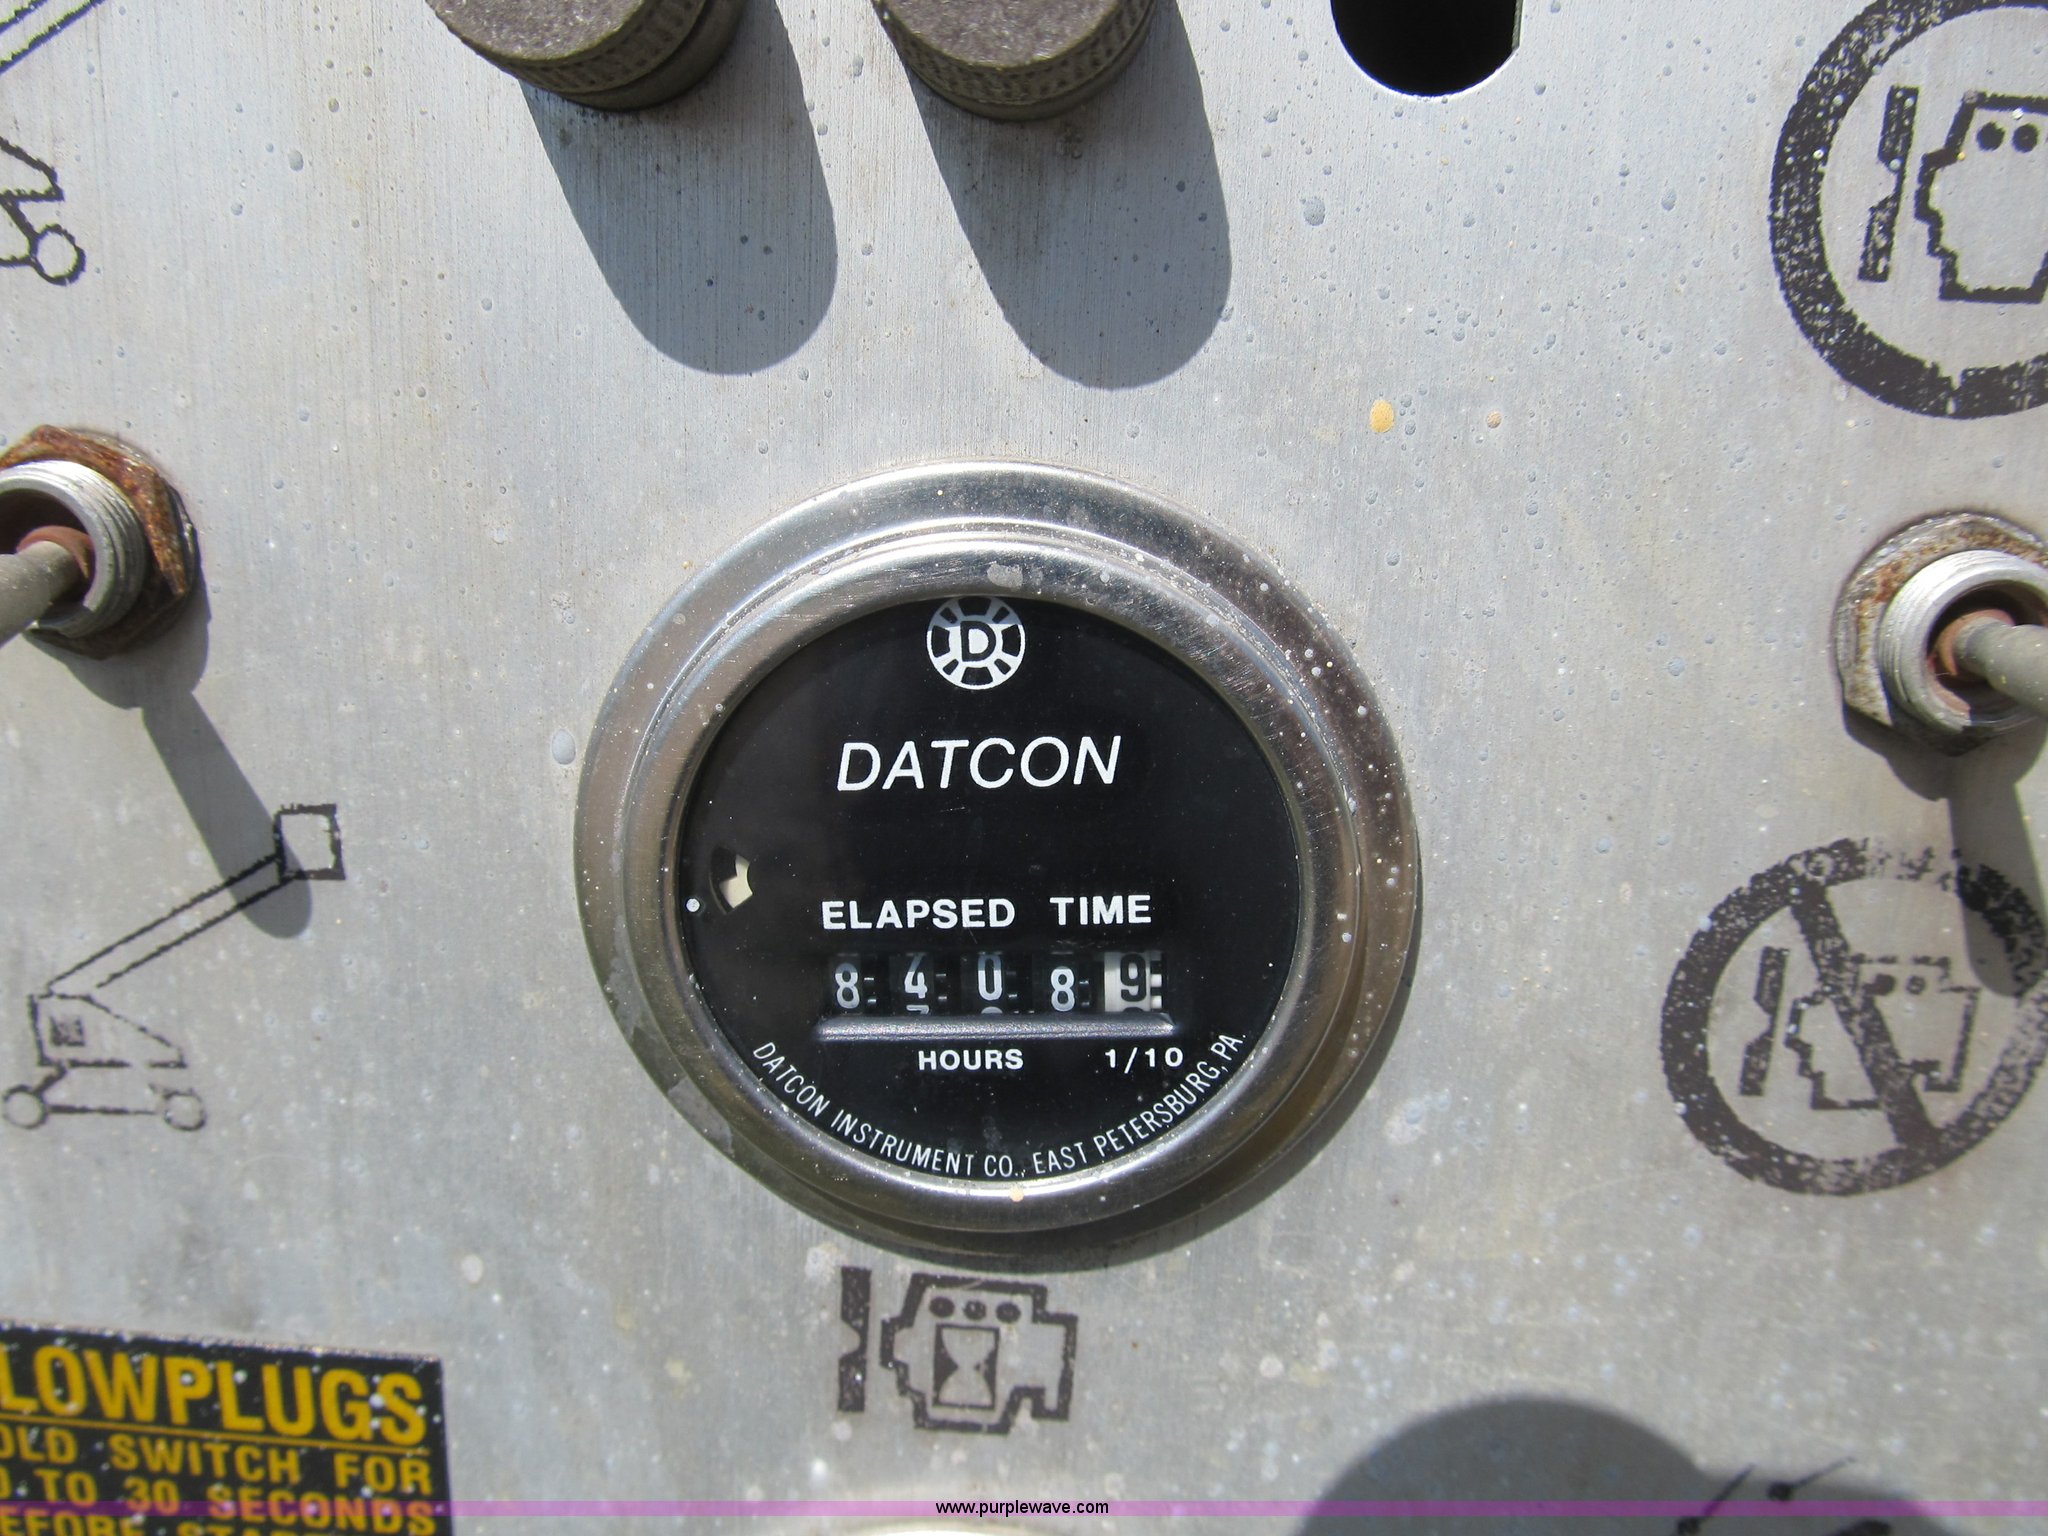 D
DATCON
ELAPSED TIME
8 4 0 8 9
HOURS 1/10
DATCON INSTRUMENT CO., EAST PETERSBURG, PA.
LOWPLUGS
OLD SWITCH FOR
0 TO 30 SECONDS
www.purplewave.com